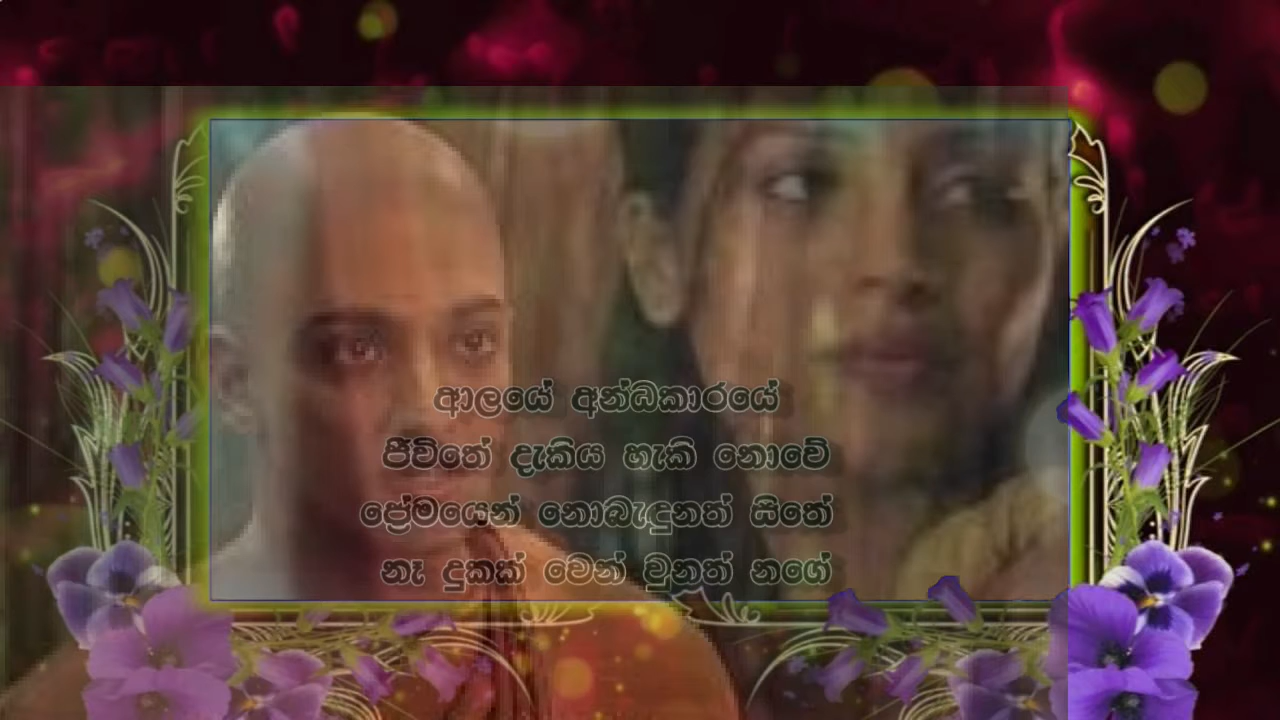 ආලයේ අන්ධකාරයේ
ජීවිතේ දැකිය හැකි නොවේ
ප්‍රේමයෙන් නොබැඳුනත් සිතේ
නෑ දුකක් වෙන් වුනත් නගේ